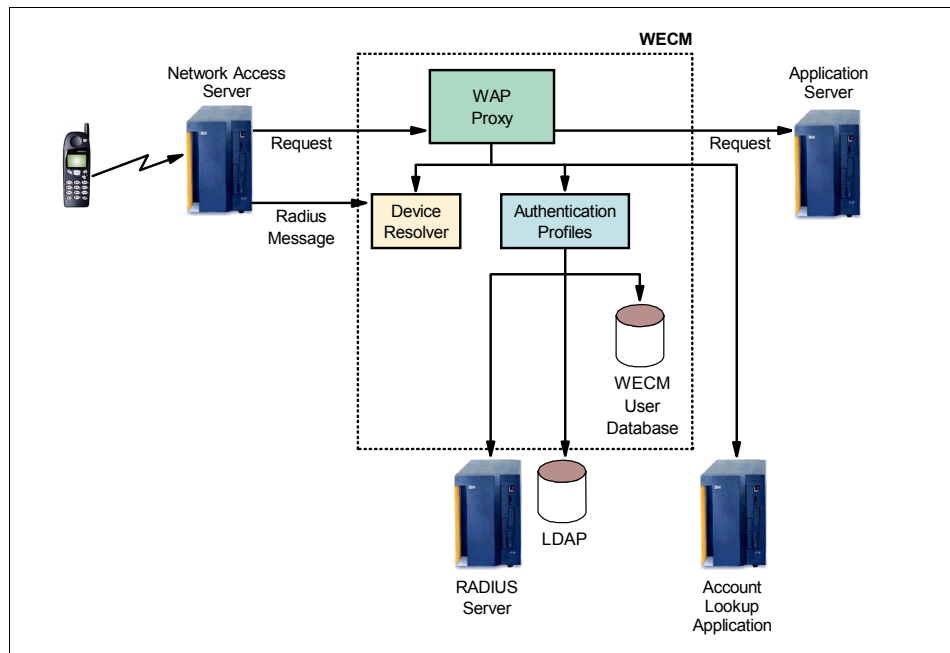 WECM
Network Access
Server
Application
Server
WAP
Proxy
Request
Request
Radius
Message
Device
Resolver
Authentication
Profiles
WECM
User
Database
LDAP
RADIUS
Server
Account
Lookup
Application